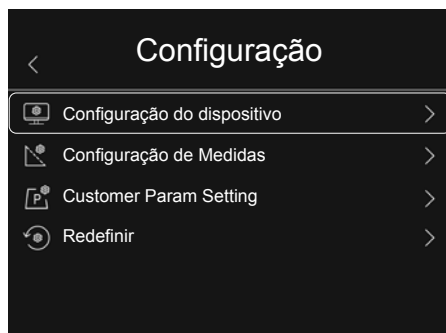 Configuração
Configuração do dispositivo
Configuração de Medidas
Customer Param Setting
Redefinir